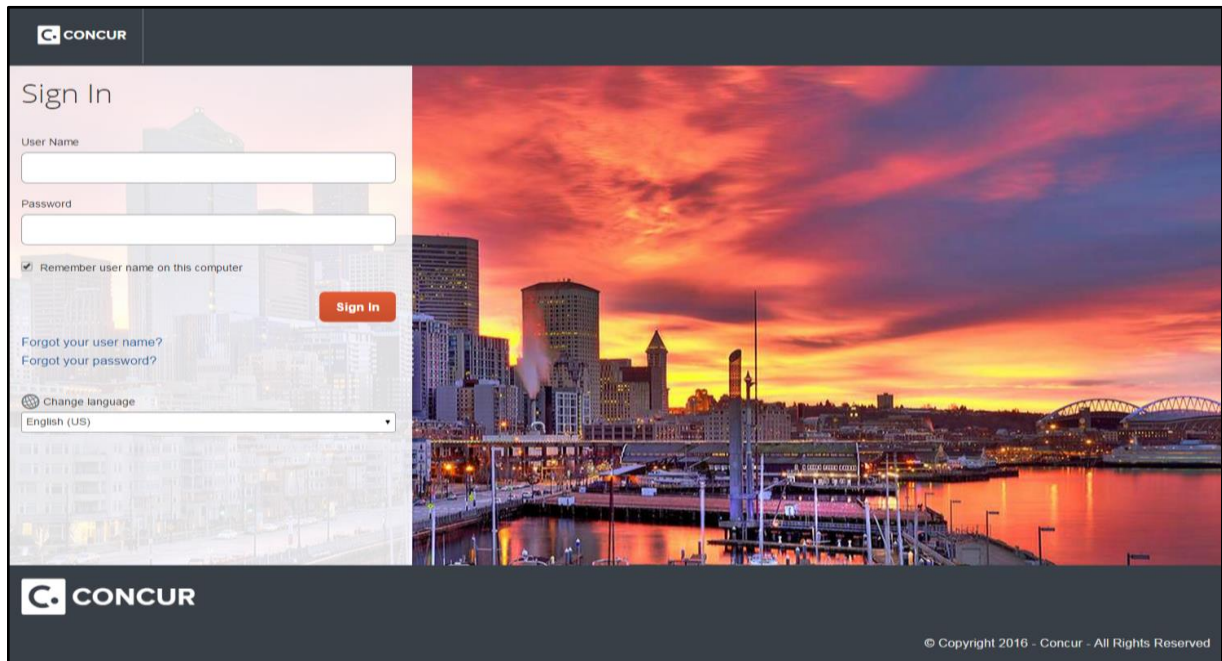 C. CONCUR
Sign In
User Name
Password
Remember user name on this computer
Sign In
Forgot your user name?
Forgot your password?
Change language
English (US)
C. CONCUR
© Copyright 2016 - Concur - All Rights Reserved